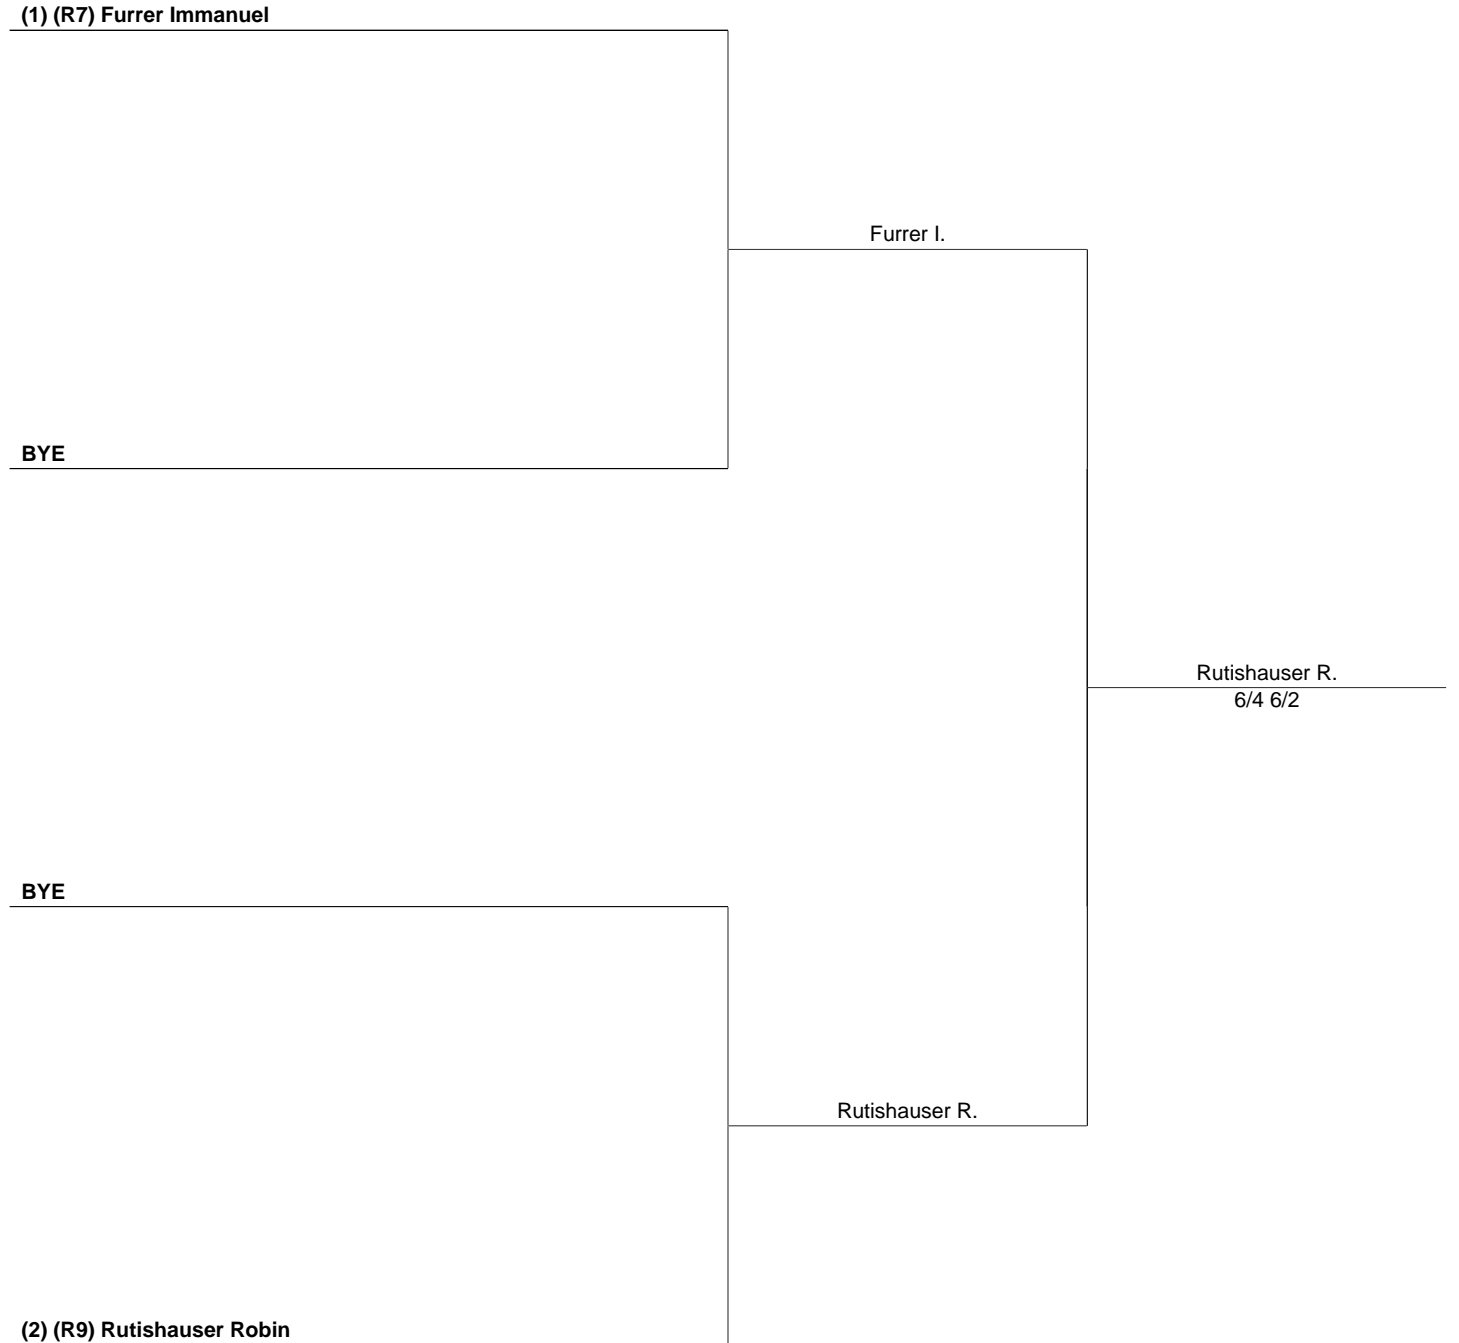 (1) (R7) Furrer Immanuel
Furrer I.
BYE
Rutishauser R.
6/4 6/2
BYE
Rutishauser R.
(2) (R9) Rutishauser Robin